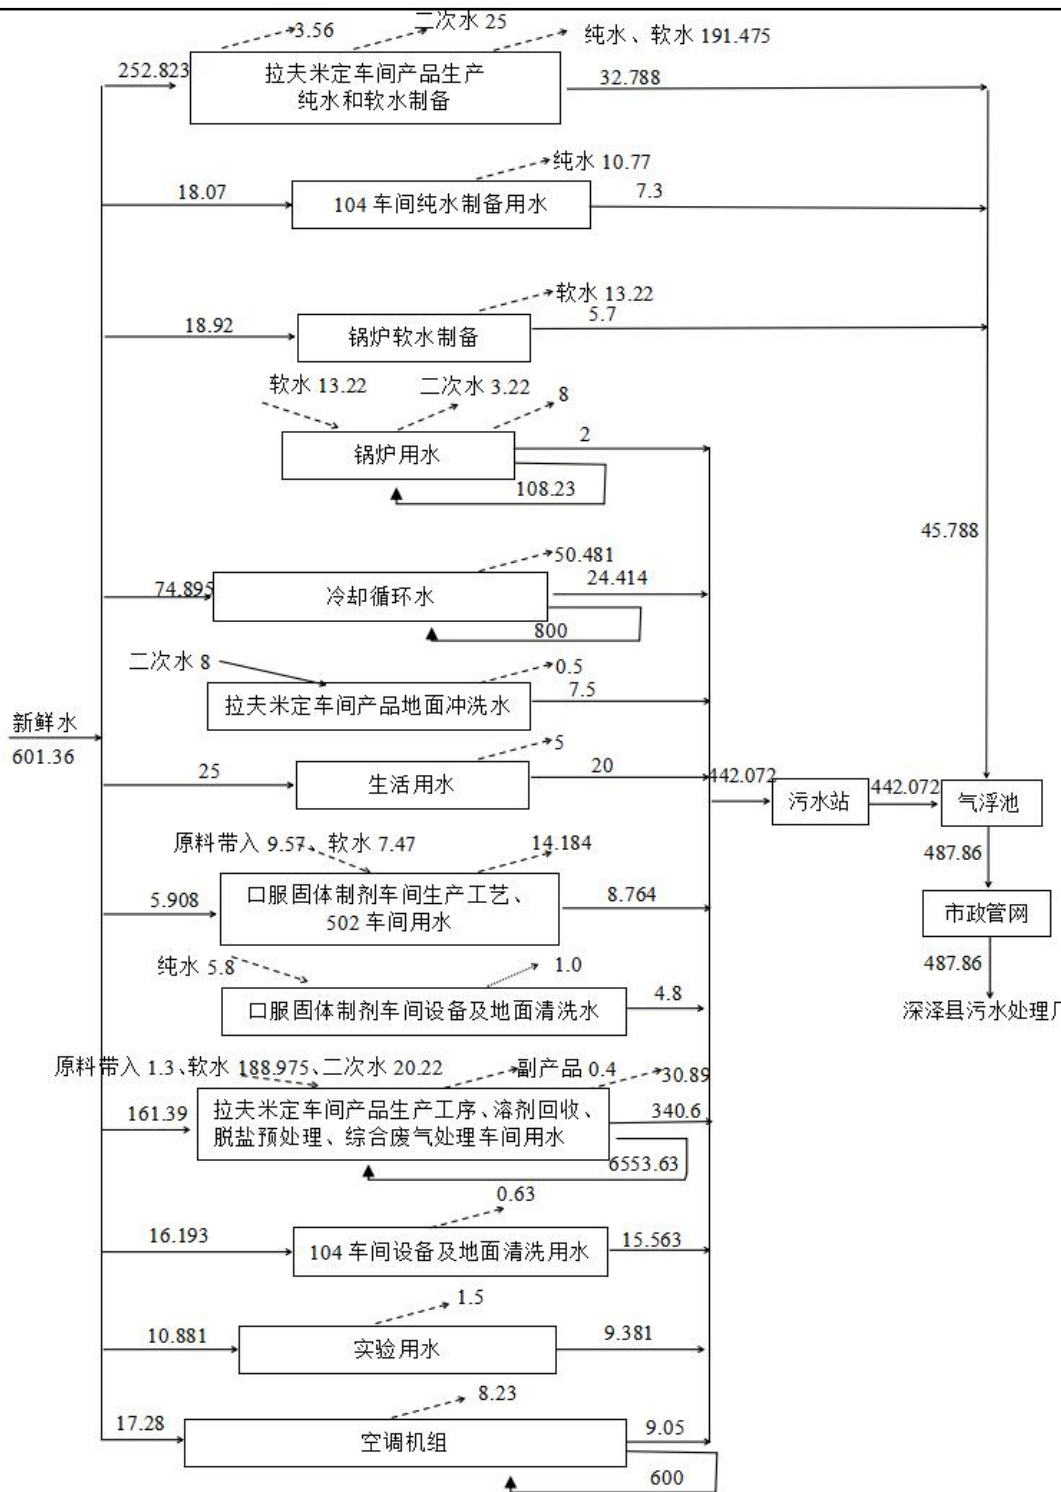 3.56
二次水 25
纯水、软水 191.475
252.823
拉夫米定车间产品生产
纯水和软水制备
32.788
纯水 10.77
18.07
104 车间纯水制备用水
7.3
软水 13.22
18.92
锅炉软水制备
5.7
软水 13.22
二次水 3.22
8
锅炉用水
2
108.23
45.788
50.481
74.895
冷却循环水
24.414
800
二次水 8
0.5
拉夫米定车间产品地面冲洗水
7.5
新鲜水
601.36
5
25
生活用水
20
442.072
污水站
442.072
气浮池
原料带入 9.57、软水 7.47
14.184
487.86
5.908
口服固体制剂车间生产工艺、
502 车间用水
8.764
市政管网
纯水 5.8
1.0
487.86
口服固体制剂车间设备及地面清洗水
4.8
深泽县污水处理厂
原料带入 1.3、软水 188.975、二次水 20.22
副产品 0.4
30.89
161.39
拉夫米定车间产品生产工序、溶剂回收、
脱盐预处理、综合废气处理车间用水
340.6
6553.63
0.63
16.193
104 车间设备及地面清洗用水
15.563
1.5
10.881
实验用水
9.381
8.23
17.28
空调机组
9.05
600